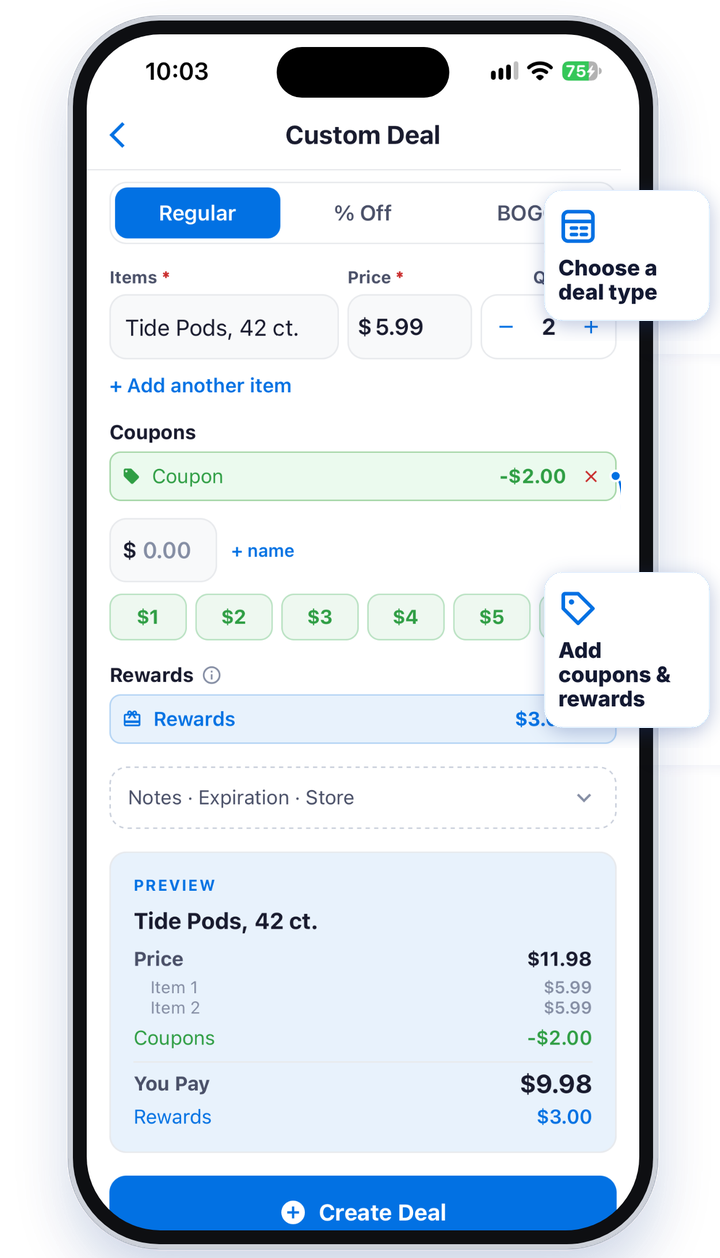 10:03
75
Custom Deal
Regular
% Off
BOG
Choose a
deal type
Items *
Price *
Q
Tide Pods, 42 ct.
$ 5.99
− 2 +
+ Add another item
Coupons
Coupon
-$2.00 ×
$ 0.00
+ name
$1
$2
$3
$4
$5
Add
coupons &
rewards
Rewards
Rewards
$3.
Notes · Expiration · Store
PREVIEW
Tide Pods, 42 ct.
Price $11.98
Item 1 $5.99
Item 2 $5.99
Coupons -$2.00
You Pay $9.98
Rewards $3.00
Create Deal